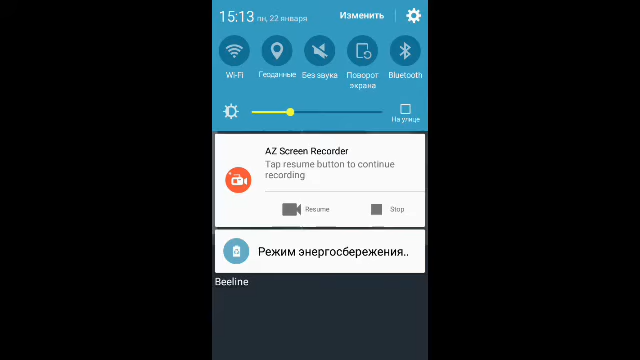 15:13 пн, 22 января
Изменить
Wi-Fi
Геоданные
Без звука
Поворот
экрана
Bluetooth
На улице
AZ Screen Recorder
Tap resume button to continue
recording
Resume
Stop
Режим энергосбережения..
Beeline